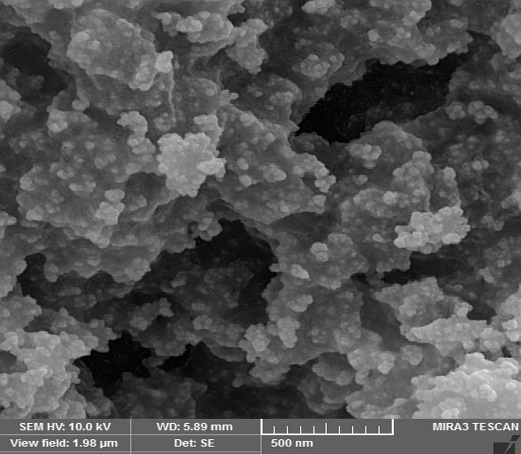 SEM HV: 10.0 kV WD: 5.89 mm MIRA3 TESCAN
View field: 1.98 µm Det: SE 500 nm